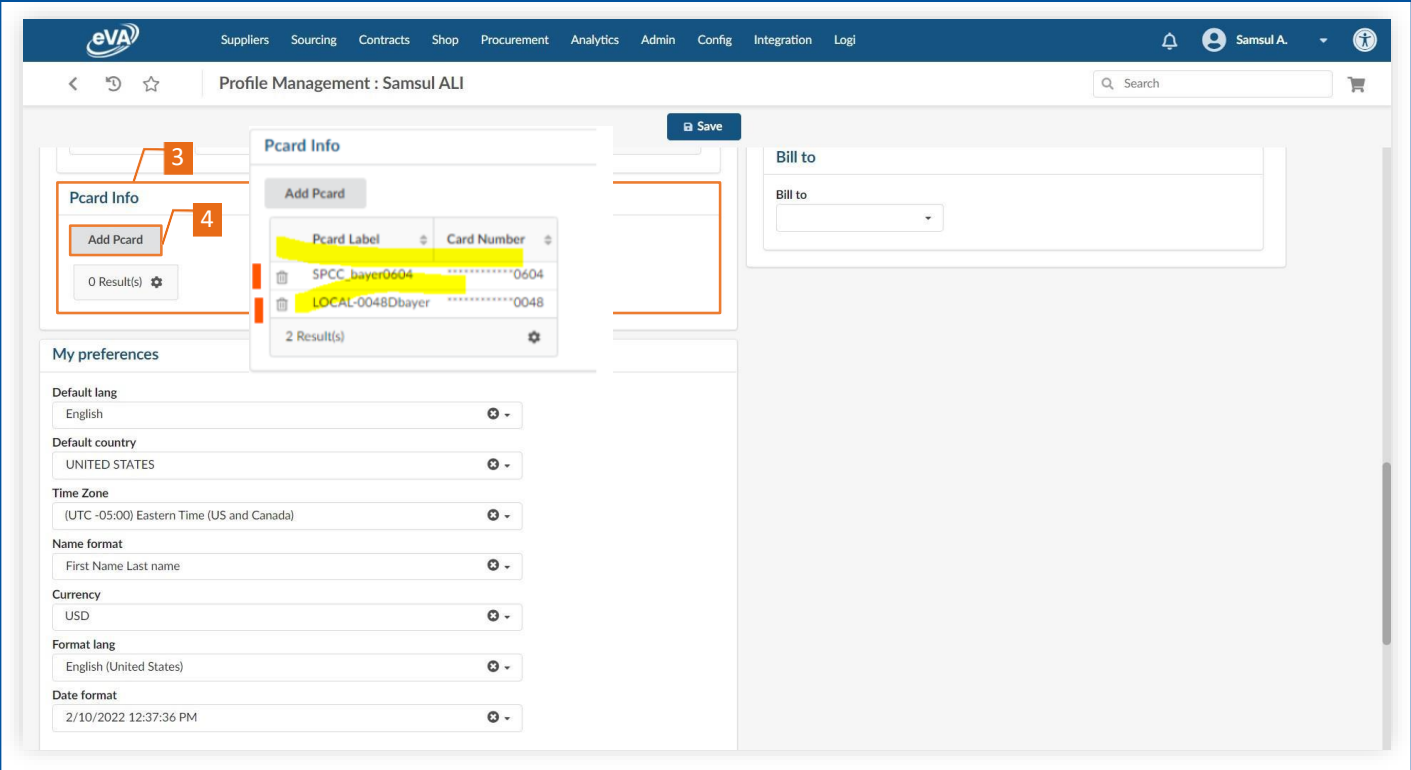 eVA
Suppliers Sourcing Contracts Shop Procurement Analytics Admin Config Integration Logi
Samsul A.
Profile Management : Samsul ALI
Search
Save
3
Pcard Info
4
Add Pcard
0 Result(s)
Pcard Info
Add Pcard
Pcard Label Card Number
SPCC_bayer0604 ************0604
LOCAL-0048Dbayer ************0048
2 Result(s)
Bill to
Bill to
My preferences
Default lang
English
Default country
UNITED STATES
Time Zone
(UTC -05:00) Eastern Time (US and Canada)
Name format
First Name Last name
Currency
USD
Format lang
English (United States)
Date format
2/10/2022 12:37:36 PM